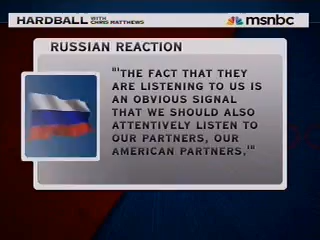 HARDBALL WITH CHRIS MATTHEWS msnbc
RUSSIAN REACTION
"'THE FACT THAT THEY
ARE LISTENING TO US IS
AN OBVIOUS SIGNAL
THAT WE SHOULD ALSO
ATTENTIVELY LISTEN TO
OUR PARTNERS, OUR
AMERICAN PARTNERS,'"